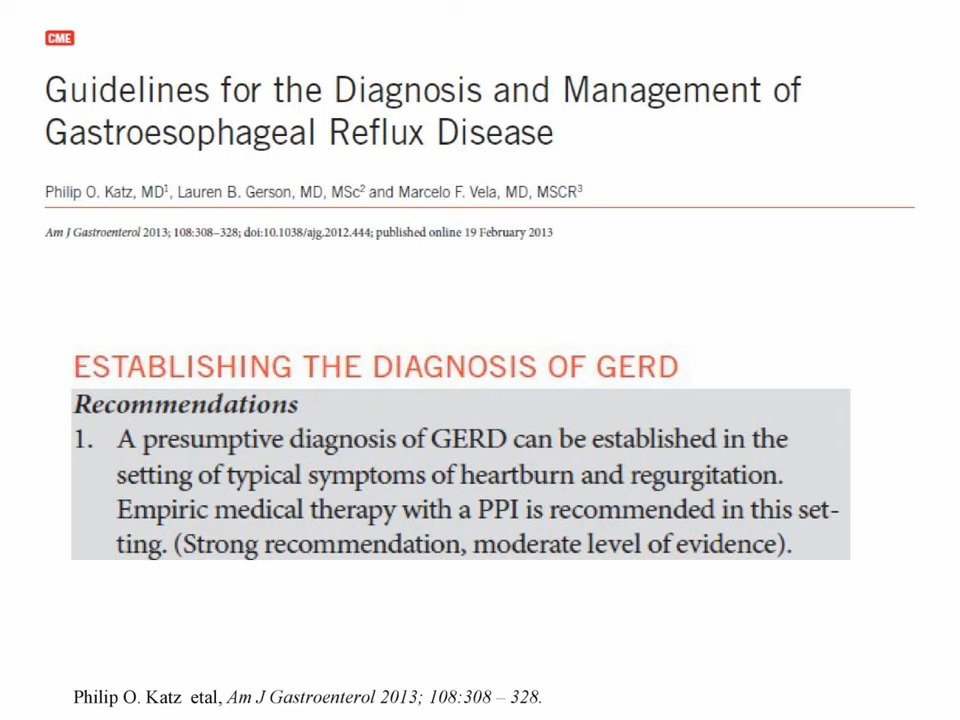 CME
Guidelines for the Diagnosis and Management of
Gastroesophageal Reflux Disease
Philip O. Katz, MD¹, Lauren B. Gerson, MD, MSc² and Marcelo F. Vela, MD, MSCR³
Am J Gastroenterol 2013; 108:308–328; doi:10.1038/ajg.2012.444; published online 19 February 2013
ESTABLISHING THE DIAGNOSIS OF GERD
Recommendations
1. A presumptive diagnosis of GERD can be established in the
setting of typical symptoms of heartburn and regurgitation.
Empiric medical therapy with a PPI is recommended in this set-
ting. (Strong recommendation, moderate level of evidence).
Philip O. Katz etal, Am J Gastroenterol 2013; 108:308 – 328.